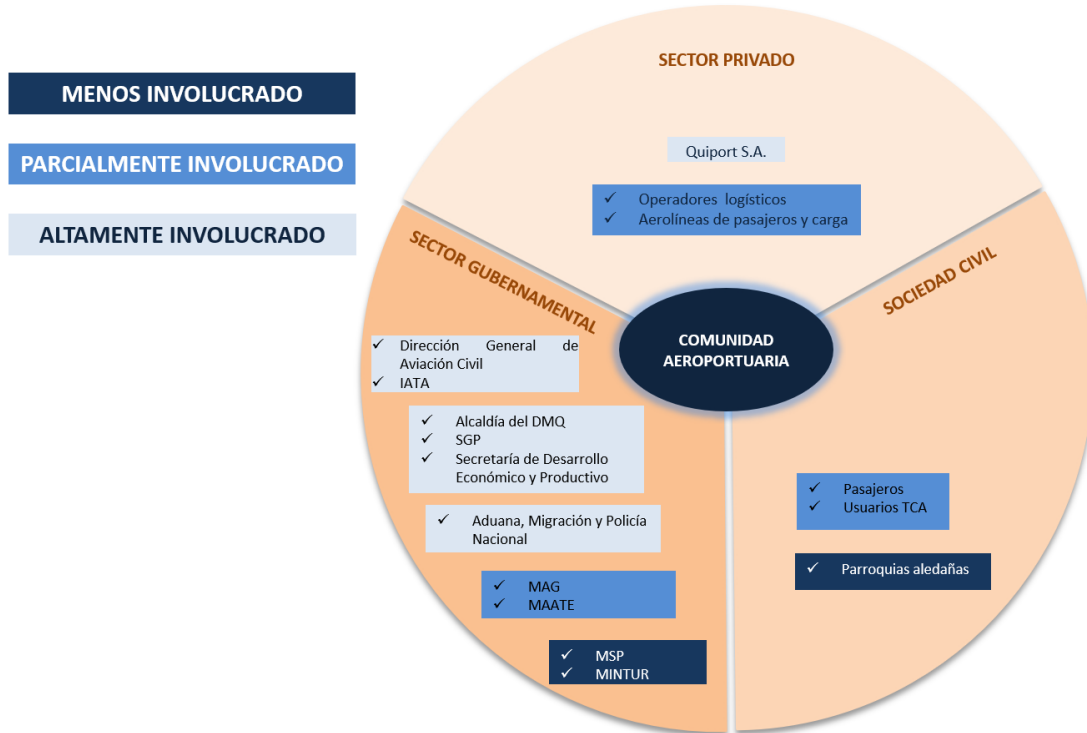 MENOS INVOLUCRADO
PARCIALMENTE INVOLUCRADO
ALTAMENTE INVOLUCRADO
SECTOR PRIVADO
Quiport S.A.
✓ Operadores logísticos
✓ Aerolíneas de pasajeros y carga
SECTOR GUBERNAMENTAL
✓ Dirección General de
Aviación Civil
✓ IATA
✓ Alcaldía del DMQ
✓ SGP
✓ Secretaría de Desarrollo
Económico y Productivo
✓ Aduana, Migración y Policía
Nacional
✓ MAG
✓ MAATE
✓ MSP
✓ MINTUR
COMUNIDAD
AEROPORTUARIA
SOCIEDAD CIVIL
✓ Pasajeros
✓ Usuarios TCA
✓ Parroquias aledañas